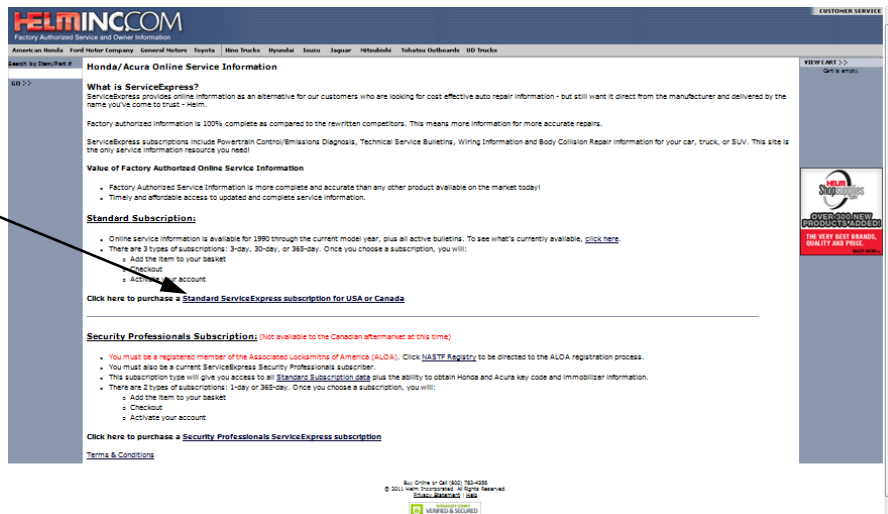 CUSTOMER SERVICE
HELMINC.COM
Factory Authorized Service and Owner Information
American Honda Ford Motor Company General Motors Toyota Hino Trucks Hyundai Isuzu Jaguar Mitsubishi Tohatsu Outboards UD Trucks
Search by Item/Part #
GO >>
VIEW CART >>
Cart is empty.
Honda/Acura Online Service Information
What is ServiceExpress?
ServiceExpress provides online information as an alternative for our customers who are looking for cost effective auto repair information - but still want it direct from the manufacturer and delivered by the
name you've come to trust - Helm.
Factory authorized information is 100% complete as compared to the rewritten competitors. This means more information for more accurate repairs.
ServiceExpress subscriptions include Powertrain Control/Emissions Diagnosis, Technical Service Bulletins, Wiring Information and Body Collision Repair information for your car, truck, or SUV. This site is
the only service information resource you need!
Value of Factory Authorized Online Service Information
Factory Authorized Service Information is more complete and accurate than any other product available on the market today!
Timely and affordable access to updated and complete service information.
Standard Subscription:
Online service information is available for 1990 through the current model year, plus all active bulletins. To see what's currently available, click here.
There are 3 types of subscriptions: 3-day, 30-day, or 365-day. Once you choose a subscription, you will:
Add the item to your basket
Checkout
Activate your account
Click here to purchase a Standard ServiceExpress subscription for USA or Canada
Security Professionals Subscription: (Not available to the Canadian aftermarket at this time)
You must be a registered member of the Associated Locksmiths of America (ALOA). Click NASTF Registry to be directed to the ALOA registration process.
You must also be a current ServiceExpress Security Professionals subscriber.
This subscription type will give you access to all Standard Subscription data plus the ability to obtain Honda and Acura key code and immobilizer information.
There are 2 types of subscriptions: 1-day or 365-day. Once you choose a subscription, you will:
Add the item to your basket
Checkout
Activate your account
Click here to purchase a Security Professionals ServiceExpress subscription
Terms & Conditions
HELM
Shopsupplies
.com
OVER 300 NEW
PRODUCTS ADDED!
THE VERY BEST BRANDS,
QUALITY AND PRICE.
SHOP NOW
Buy Online or Call (800) 782-4356
© 2011 Helm Incorporated. All Rights Reserved.
Privacy Statement | Help
GODADDY.COM
VERIFIED & SECURED